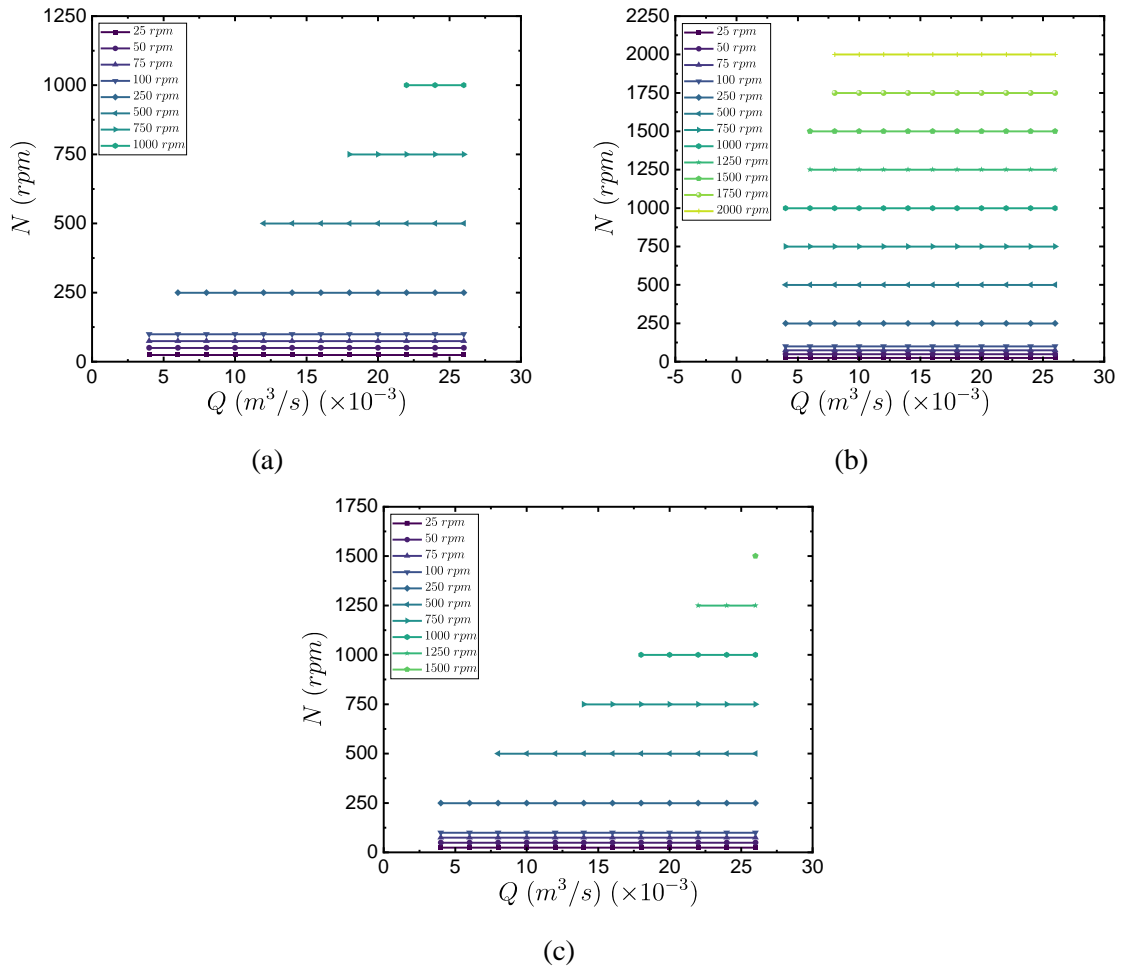 1250
1000
750
500
250
0
N (rpm)
25 rpm
50 rpm
75 rpm
100 rpm
250 rpm
500 rpm
750 rpm
1000 rpm
0 5 10 15 20 25 30
Q (m³/s) (×10⁻³)
(a)
2250
2000
1750
1500
1250
1000
750
500
250
0
N (rpm)
25 rpm
50 rpm
75 rpm
100 rpm
250 rpm
500 rpm
750 rpm
1000 rpm
1250 rpm
1500 rpm
1750 rpm
2000 rpm
-5 0 5 10 15 20 25 30
Q (m³/s) (×10⁻³)
(b)
1750
1500
1250
1000
750
500
250
0
N (rpm)
25 rpm
50 rpm
75 rpm
100 rpm
250 rpm
500 rpm
750 rpm
1000 rpm
1250 rpm
1500 rpm
0 5 10 15 20 25 30
Q (m³/s) (×10⁻³)
(c)